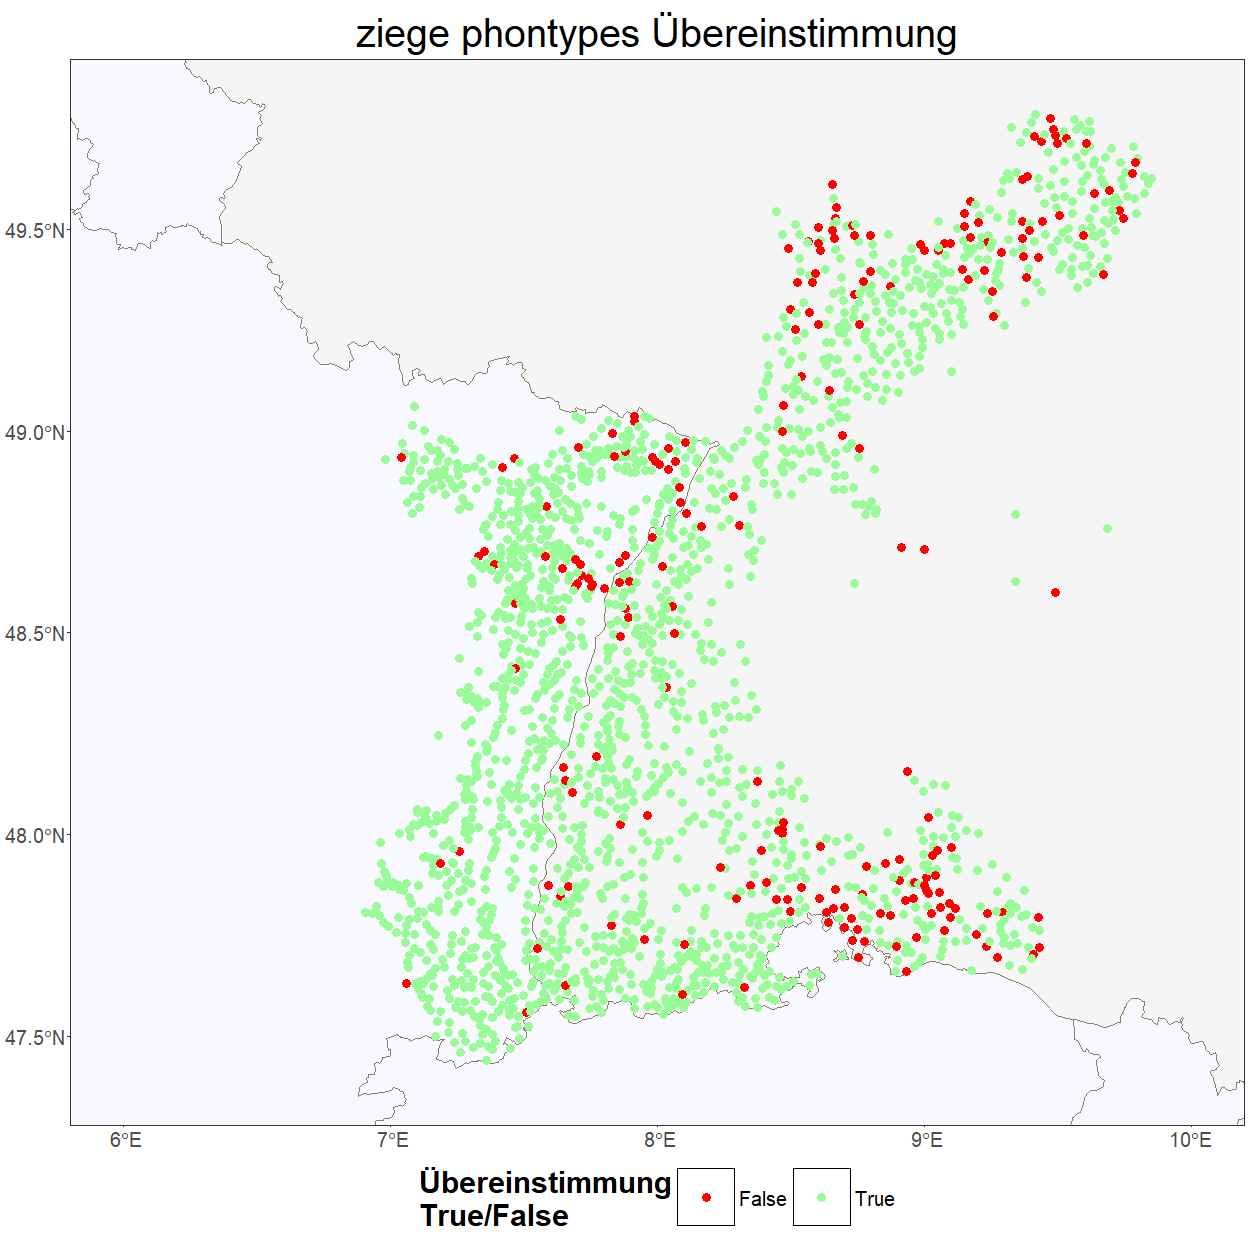 ziege phontypes Übereinstimmung
49.5°N
49.0°N
48.5°N
48.0°N
47.5°N
6°E
7°E
8°E
9°E
10°E
Übereinstimmung
True/False
False
True